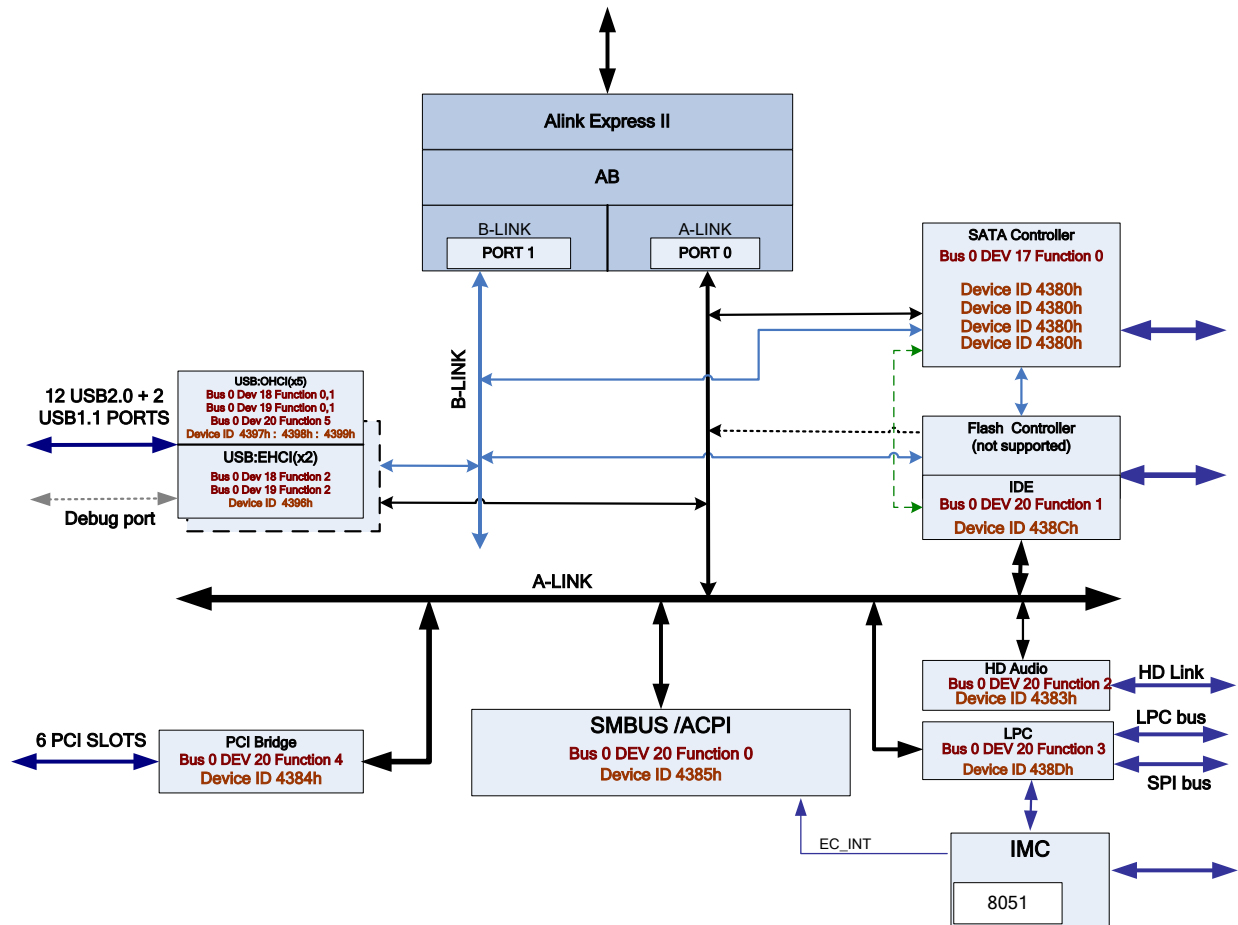 Alink Express II
AB
B-LINK
A-LINK
PORT 1
PORT 0
SATA Controller
Bus 0 DEV 17 Function 0
Device ID 4380h
Device ID 4380h
Device ID 4380h
Device ID 4380h
B-LINK
12 USB2.0 + 2
USB1.1 PORTS
USB:OHCI(x5)
Bus 0 Dev 18 Function 0,1
Bus 0 Dev 19 Function 0,1
Bus 0 Dev 20 Function 5
Device ID 4397h : 4398h : 4399h
USB:EHCI(x2)
Bus 0 Dev 18 Function 2
Bus 0 Dev 19 Function 2
Device ID 4396h
Debug port
Flash Controller
(not supported)
IDE
Bus 0 DEV 20 Function 1
Device ID 438Ch
A-LINK
HD Audio
Bus 0 DEV 20 Function 2
Device ID 4383h
HD Link
6 PCI SLOTS
PCI Bridge
Bus 0 DEV 20 Function 4
Device ID 4384h
SMBUS /ACPI
Bus 0 DEV 20 Function 0
Device ID 4385h
LPC
Bus 0 DEV 20 Function 3
Device ID 438Dh
LPC bus
SPI bus
EC_INT
IMC
8051